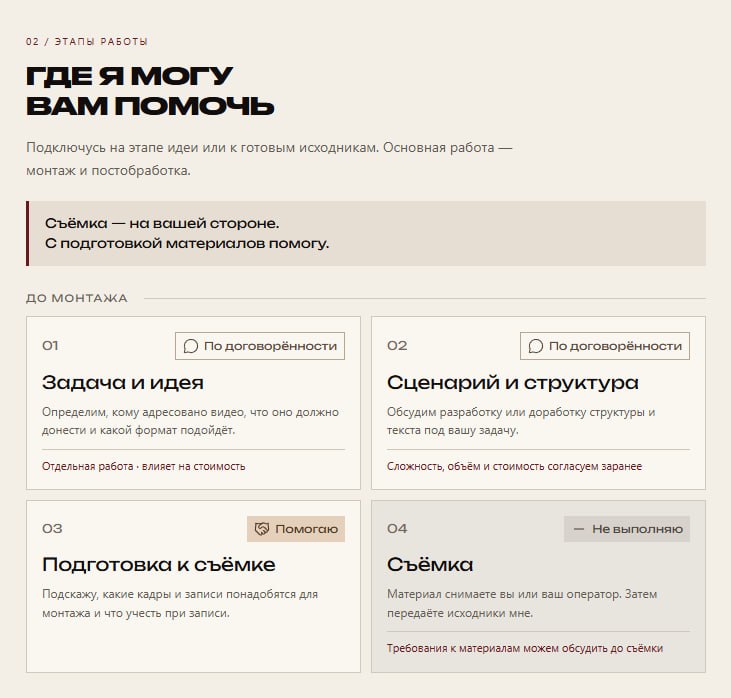 02 / ЭТАПЫ РАБОТЫ
ГДЕ Я МОГУ
ВАМ ПОМОЧЬ
Подключусь на этапе идеи или к готовым исходникам. Основная работа —
монтаж и постобработка.
Съёмка — на вашей стороне.
С подготовкой материалов помогу.
ДО МОНТАЖА
01
По договорённости
Задача и идея
Определим, кому адресовано видео, что оно должно
донести и какой формат подойдёт.
Отдельная работа · влияет на стоимость
02
По договорённости
Сценарий и структура
Обсудим разработку или доработку структуры и
текста под вашу задачу.
Сложность, объём и стоимость согласуем заранее
03
Помогаю
Подготовка к съёмке
Подскажу, какие кадры и записи понадобятся для
монтажа и что учесть при записи.
04
Не выполняю
Съёмка
Материал снимаете вы или ваш оператор. Затем
передаёте исходники мне.
Требования к материалам можем обсудить до съёмки